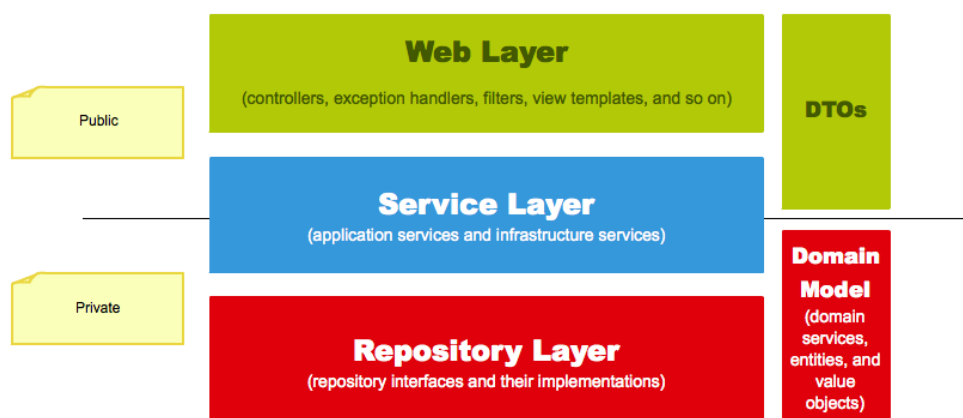 Web Layer
(controllers, exception handlers, filters, view templates, and so on)
DTOs
Public
Service Layer
(application services and infrastructure services)
Domain
Model
(domain
services,
entities, and
value
objects)
Private
Repository Layer
(repository interfaces and their implementations)